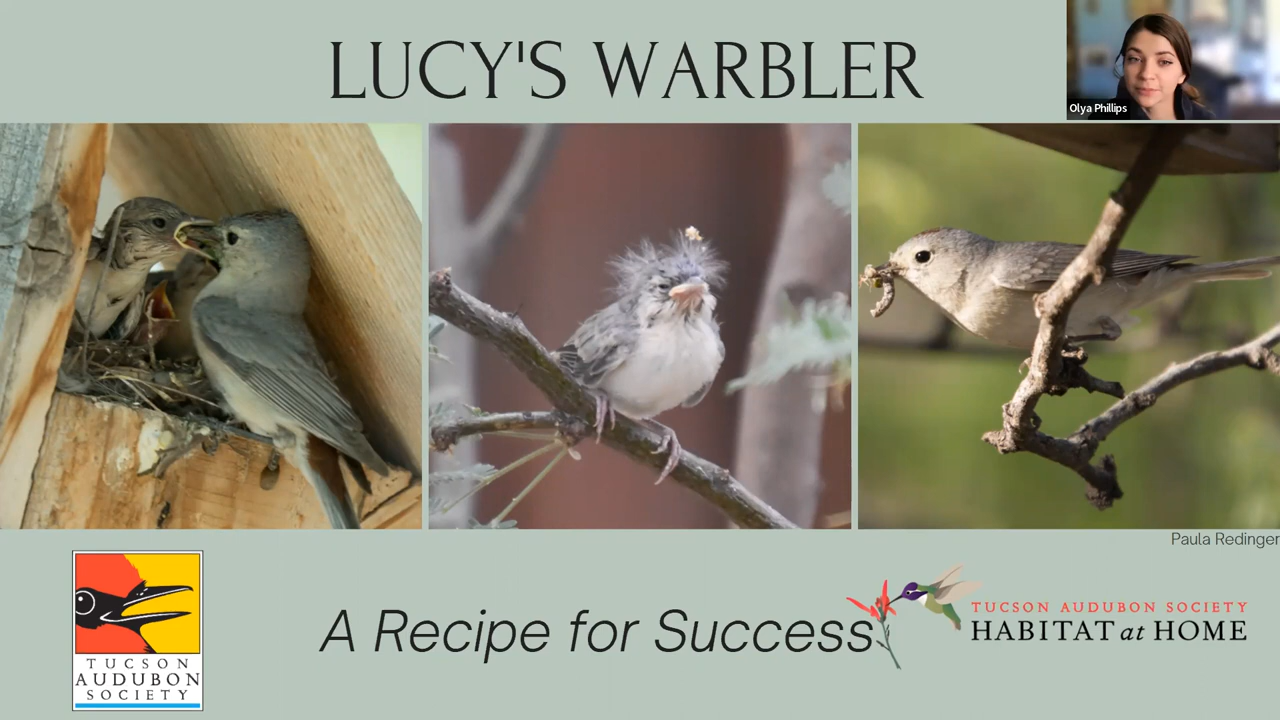 LUCY'S WARBLER
Olya Phillips
Paula Redinger
TUCSON
AUDUBON
SOCIETY
A Recipe for Success
TUCSON AUDUBON SOCIETY
HABITAT at HOME